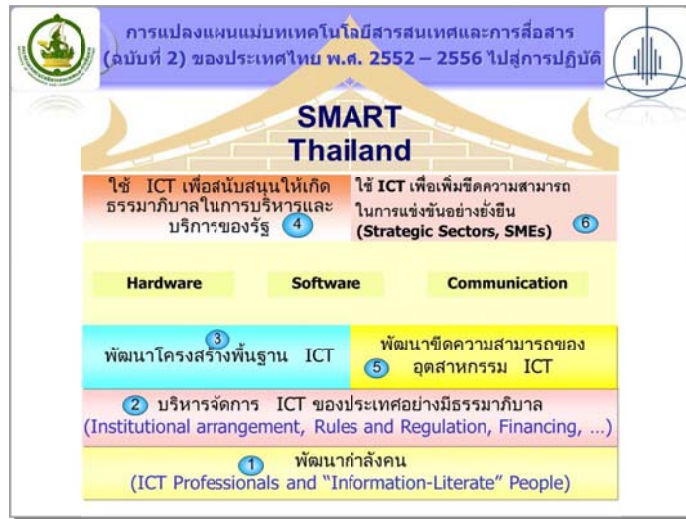 การแปลงแผนแม่บทเทคโนโลยีสารสนเทศและการสื่อสาร
(ฉบับที่ 2) ของประเทศไทย พ.ศ. 2552 – 2556 ไปสู่การปฏิบัติ
SMART
Thailand
ใช้ ICT เพื่อสนับสนุนให้เกิด
ธรรมาภิบาลในการบริหารและ
บริการของรัฐ 4
ใช้ ICT เพื่อเพิ่มขีดความสามารถ
ในการแข่งขันอย่างยั่งยืน
(Strategic Sectors, SMEs) 6
Hardware Software Communication
3
พัฒนาโครงสร้างพื้นฐาน ICT
พัฒนาขีดความสามารถของ
5 อุตสาหกรรม ICT
2 บริหารจัดการ ICT ของประเทศอย่างมีธรรมาภิบาล
(Institutional arrangement, Rules and Regulation, Financing, ...)
1 พัฒนากำลังคน
(ICT Professionals and “Information-Literate” People)